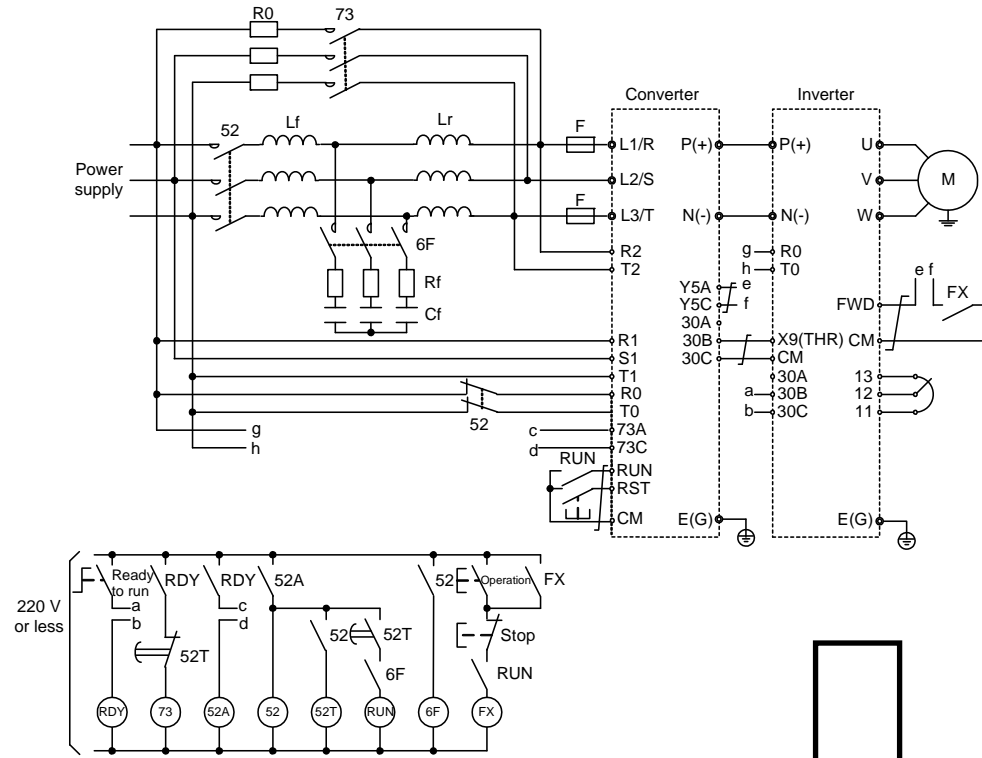 R0 73
Converter Inverter
52 Lf Lr F
L1/R P(+) P(+) U
Power supply
L2/S V M
F
L3/T N(-) N(-) W
6F
R2 g R0
T2 h T0 e f
Rf
Y5A e FX
Cf
Y5C f FWD
30A
R1 30B X9(THR) CM
S1 30C CM
T1 30A 13
R0 a 30B 12
T0 b 30C 11
52
g c 73A
h d 73C
RUN RUN
RST
CM E(G) E(G)
220 V or less
Ready to run RDY RDY 52A 52 Operation FX
a c
b d
52 52T Stop
52T
6F RUN
RDY 73 52A 52 52T RUN 6F FX